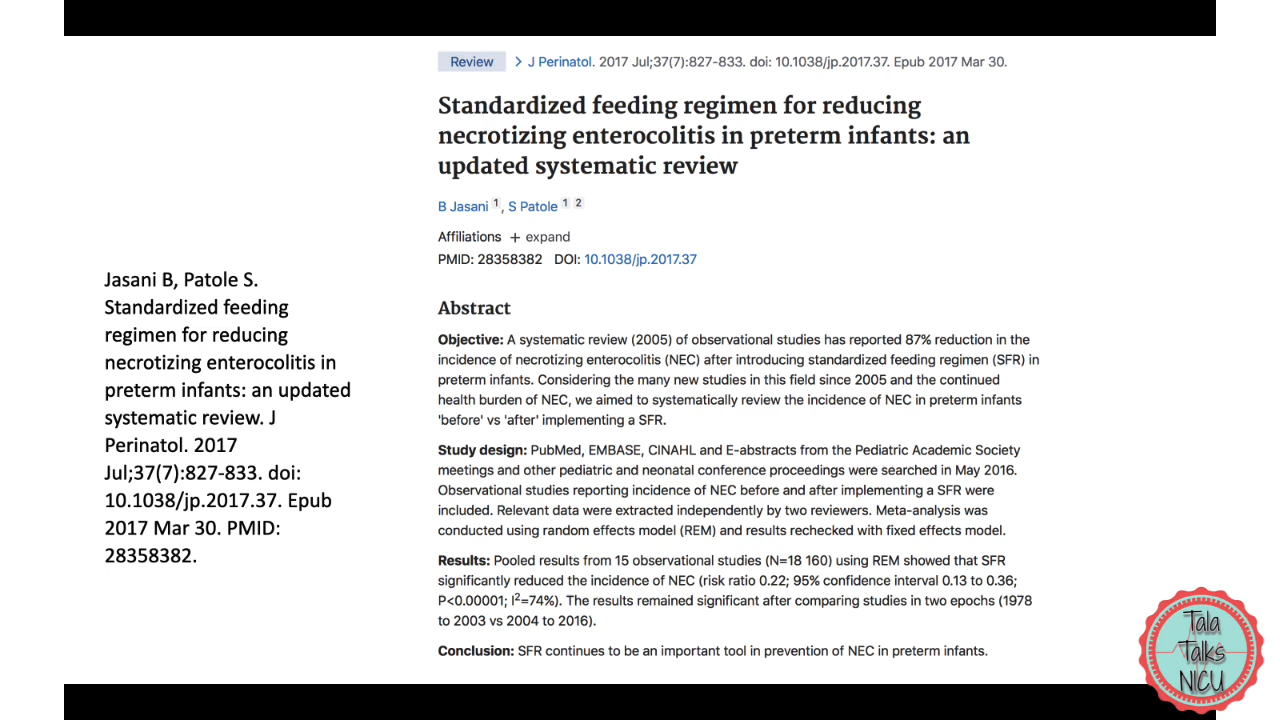 Review > J Perinatol. 2017 Jul;37(7):827-833. doi: 10.1038/jp.2017.37. Epub 2017 Mar 30.
Standardized feeding regimen for reducing
necrotizing enterocolitis in preterm infants: an
updated systematic review
B Jasani 1, S Patole 1 2
Affiliations + expand
PMID: 28358382 DOI: 10.1038/jp.2017.37
Jasani B, Patole S.
Standardized feeding
regimen for reducing
necrotizing enterocolitis in
preterm infants: an updated
systematic review. J
Perinatol. 2017
Jul;37(7):827-833. doi:
10.1038/jp.2017.37. Epub
2017 Mar 30. PMID:
28358382.
Abstract
Objective: A systematic review (2005) of observational studies has reported 87% reduction in the
incidence of necrotizing enterocolitis (NEC) after introducing standardized feeding regimen (SFR) in
preterm infants. Considering the many new studies in this field since 2005 and the continued
health burden of NEC, we aimed to systematically review the incidence of NEC in preterm infants
'before' vs 'after' implementing a SFR.
Study design: PubMed, EMBASE, CINAHL and E-abstracts from the Pediatric Academic Society
meetings and other pediatric and neonatal conference proceedings were searched in May 2016.
Observational studies reporting incidence of NEC before and after implementing a SFR were
included. Relevant data were extracted independently by two reviewers. Meta-analysis was
conducted using random effects model (REM) and results rechecked with fixed effects model.
Results: Pooled results from 15 observational studies (N=18 160) using REM showed that SFR
significantly reduced the incidence of NEC (risk ratio 0.22; 95% confidence interval 0.13 to 0.36;
P<0.00001; I²=74%). The results remained significant after comparing studies in two epochs (1978
to 2003 vs 2004 to 2016).
Conclusion: SFR continues to be an important tool in prevention of NEC in preterm infants.
Tala
Talks
NICU